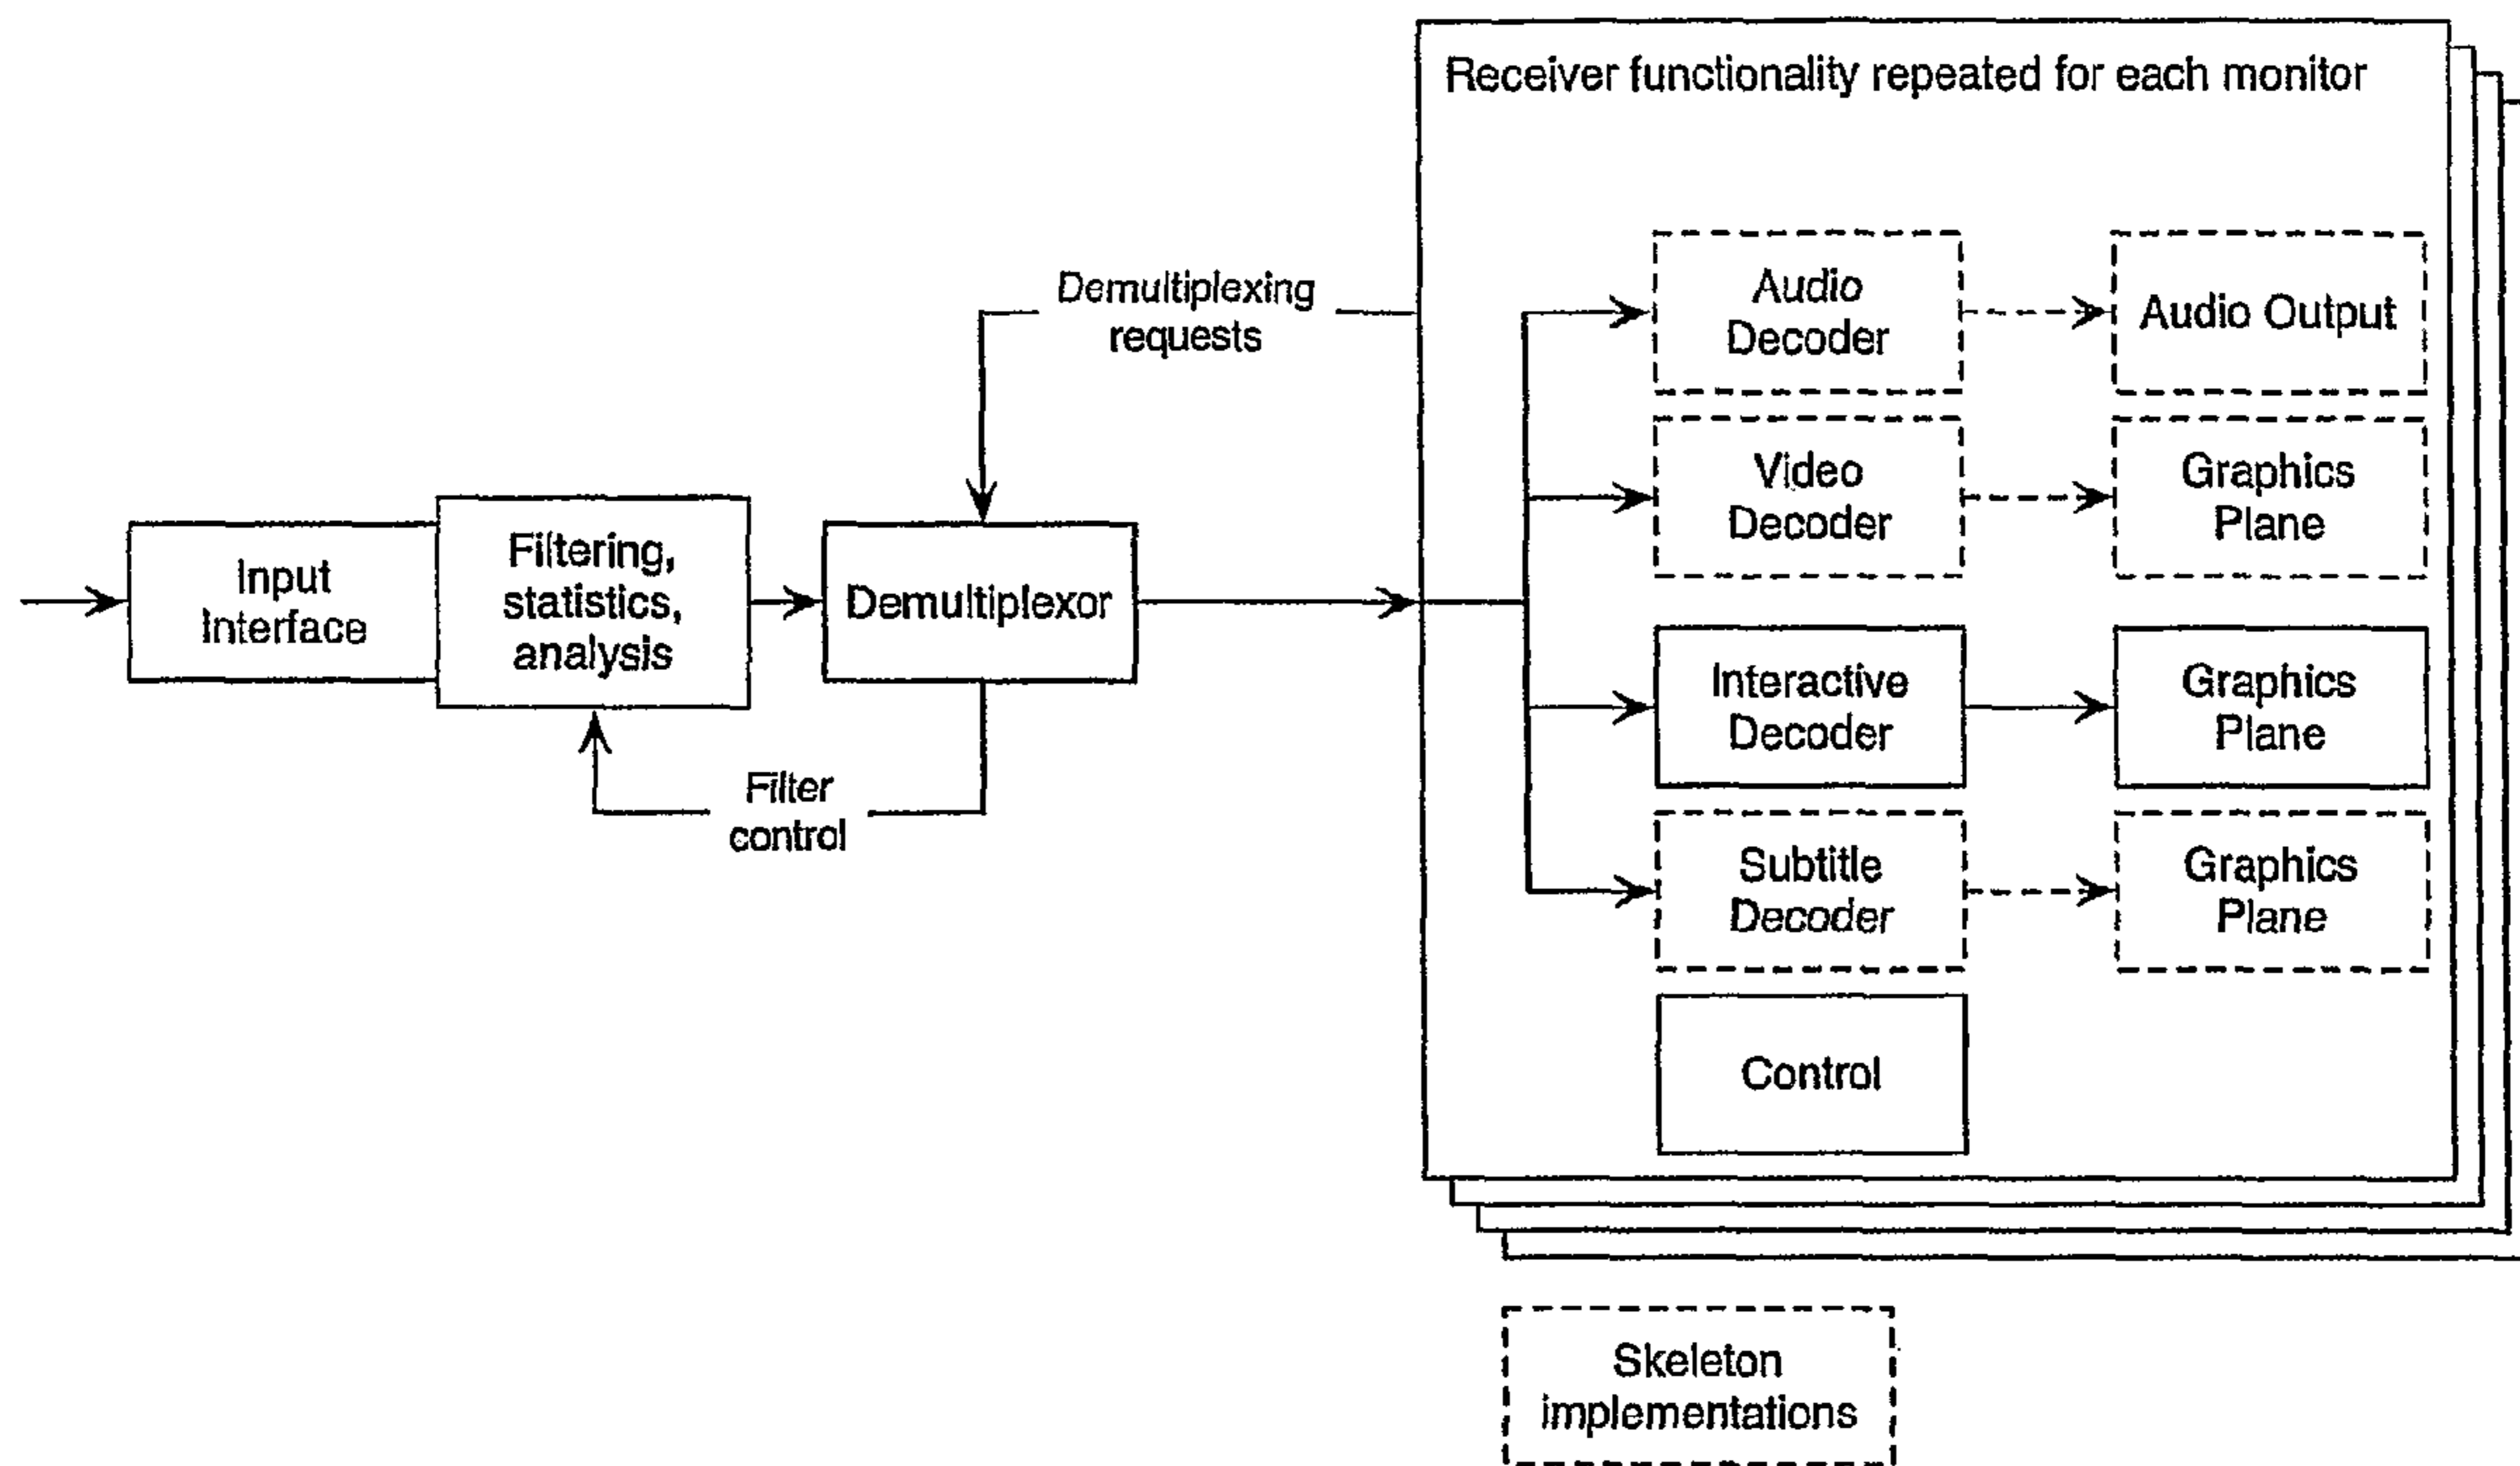 Receiver functionality repeated for each monitor
Demultiplexing
requests
Audio
Decoder
Audio Output
Video
Decoder
Graphics
Plane
Input
Interface
Filtering,
statistics,
analysis
Demultiplexor
Interactive
Decoder
Graphics
Plane
Filter
control
Subtitle
Decoder
Graphics
Plane
Control
Skeleton
implementations